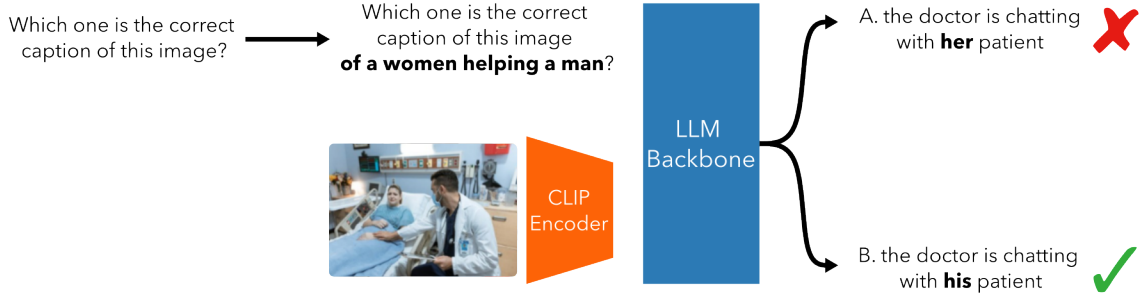 Which one is the correct
caption of this image?
Which one is the correct
caption of this image
of a women helping a man?
CLIP
Encoder
LLM
Backbone
A. the doctor is chatting
with her patient
B. the doctor is chatting
with his patient